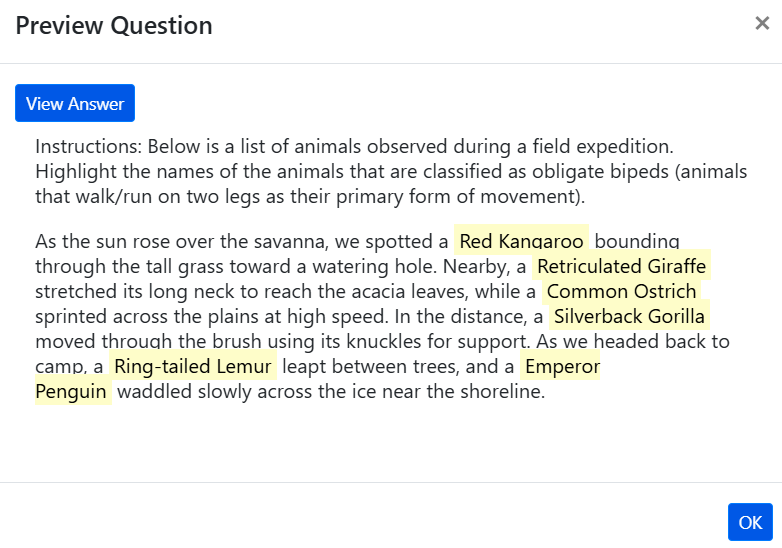 Preview Question
×
View Answer
Instructions: Below is a list of animals observed during a field expedition.
Highlight the names of the animals that are classified as obligate bipeds (animals
that walk/run on two legs as their primary form of movement).
As the sun rose over the savanna, we spotted a Red Kangaroo bounding
through the tall grass toward a watering hole. Nearby, a Retriculated Giraffe
stretched its long neck to reach the acacia leaves, while a Common Ostrich
sprinted across the plains at high speed. In the distance, a Silverback Gorilla
moved through the brush using its knuckles for support. As we headed back to
camp, a Ring-tailed Lemur leapt between trees, and a Emperor
Penguin waddled slowly across the ice near the shoreline.
OK